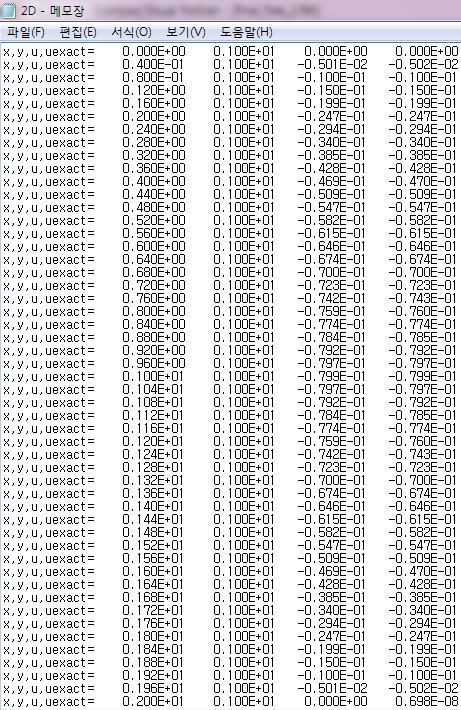 2D - 메모장
파일(F) 편집(E) 서식(O) 보기(V) 도움말(H)
x,y,u,uexact= 0.000E+00 0.100E+01 0.000E+00 0.000E+00
x,y,u,uexact= 0.400E-01 0.100E+01 -0.501E-02 -0.502E-02
x,y,u,uexact= 0.800E-01 0.100E+01 -0.100E-01 -0.100E-01
x,y,u,uexact= 0.120E+00 0.100E+01 -0.150E-01 -0.150E-01
x,y,u,uexact= 0.160E+00 0.100E+01 -0.199E-01 -0.199E-01
x,y,u,uexact= 0.200E+00 0.100E+01 -0.247E-01 -0.247E-01
x,y,u,uexact= 0.240E+00 0.100E+01 -0.294E-01 -0.294E-01
x,y,u,uexact= 0.280E+00 0.100E+01 -0.340E-01 -0.340E-01
x,y,u,uexact= 0.320E+00 0.100E+01 -0.385E-01 -0.385E-01
x,y,u,uexact= 0.360E+00 0.100E+01 -0.428E-01 -0.428E-01
x,y,u,uexact= 0.400E+00 0.100E+01 -0.469E-01 -0.470E-01
x,y,u,uexact= 0.440E+00 0.100E+01 -0.509E-01 -0.509E-01
x,y,u,uexact= 0.480E+00 0.100E+01 -0.547E-01 -0.547E-01
x,y,u,uexact= 0.520E+00 0.100E+01 -0.582E-01 -0.582E-01
x,y,u,uexact= 0.560E+00 0.100E+01 -0.615E-01 -0.615E-01
x,y,u,uexact= 0.600E+00 0.100E+01 -0.646E-01 -0.646E-01
x,y,u,uexact= 0.640E+00 0.100E+01 -0.674E-01 -0.674E-01
x,y,u,uexact= 0.680E+00 0.100E+01 -0.700E-01 -0.700E-01
x,y,u,uexact= 0.720E+00 0.100E+01 -0.723E-01 -0.723E-01
x,y,u,uexact= 0.760E+00 0.100E+01 -0.742E-01 -0.743E-01
x,y,u,uexact= 0.800E+00 0.100E+01 -0.759E-01 -0.760E-01
x,y,u,uexact= 0.840E+00 0.100E+01 -0.774E-01 -0.774E-01
x,y,u,uexact= 0.880E+00 0.100E+01 -0.784E-01 -0.785E-01
x,y,u,uexact= 0.920E+00 0.100E+01 -0.792E-01 -0.792E-01
x,y,u,uexact= 0.960E+00 0.100E+01 -0.797E-01 -0.797E-01
x,y,u,uexact= 0.100E+01 0.100E+01 -0.799E-01 -0.799E-01
x,y,u,uexact= 0.104E+01 0.100E+01 -0.797E-01 -0.797E-01
x,y,u,uexact= 0.108E+01 0.100E+01 -0.792E-01 -0.792E-01
x,y,u,uexact= 0.112E+01 0.100E+01 -0.784E-01 -0.785E-01
x,y,u,uexact= 0.116E+01 0.100E+01 -0.774E-01 -0.774E-01
x,y,u,uexact= 0.120E+01 0.100E+01 -0.759E-01 -0.760E-01
x,y,u,uexact= 0.124E+01 0.100E+01 -0.742E-01 -0.743E-01
x,y,u,uexact= 0.128E+01 0.100E+01 -0.723E-01 -0.723E-01
x,y,u,uexact= 0.132E+01 0.100E+01 -0.700E-01 -0.700E-01
x,y,u,uexact= 0.136E+01 0.100E+01 -0.674E-01 -0.674E-01
x,y,u,uexact= 0.140E+01 0.100E+01 -0.646E-01 -0.646E-01
x,y,u,uexact= 0.144E+01 0.100E+01 -0.615E-01 -0.615E-01
x,y,u,uexact= 0.148E+01 0.100E+01 -0.582E-01 -0.582E-01
x,y,u,uexact= 0.152E+01 0.100E+01 -0.547E-01 -0.547E-01
x,y,u,uexact= 0.156E+01 0.100E+01 -0.509E-01 -0.509E-01
x,y,u,uexact= 0.160E+01 0.100E+01 -0.469E-01 -0.470E-01
x,y,u,uexact= 0.164E+01 0.100E+01 -0.428E-01 -0.428E-01
x,y,u,uexact= 0.168E+01 0.100E+01 -0.385E-01 -0.385E-01
x,y,u,uexact= 0.172E+01 0.100E+01 -0.340E-01 -0.340E-01
x,y,u,uexact= 0.176E+01 0.100E+01 -0.294E-01 -0.294E-01
x,y,u,uexact= 0.180E+01 0.100E+01 -0.247E-01 -0.247E-01
x,y,u,uexact= 0.184E+01 0.100E+01 -0.199E-01 -0.199E-01
x,y,u,uexact= 0.188E+01 0.100E+01 -0.150E-01 -0.150E-01
x,y,u,uexact= 0.192E+01 0.100E+01 -0.100E-01 -0.100E-01
x,y,u,uexact= 0.196E+01 0.100E+01 -0.501E-02 -0.502E-02
x,y,u,uexact= 0.200E+01 0.100E+01 0.000E+00 0.698E-08